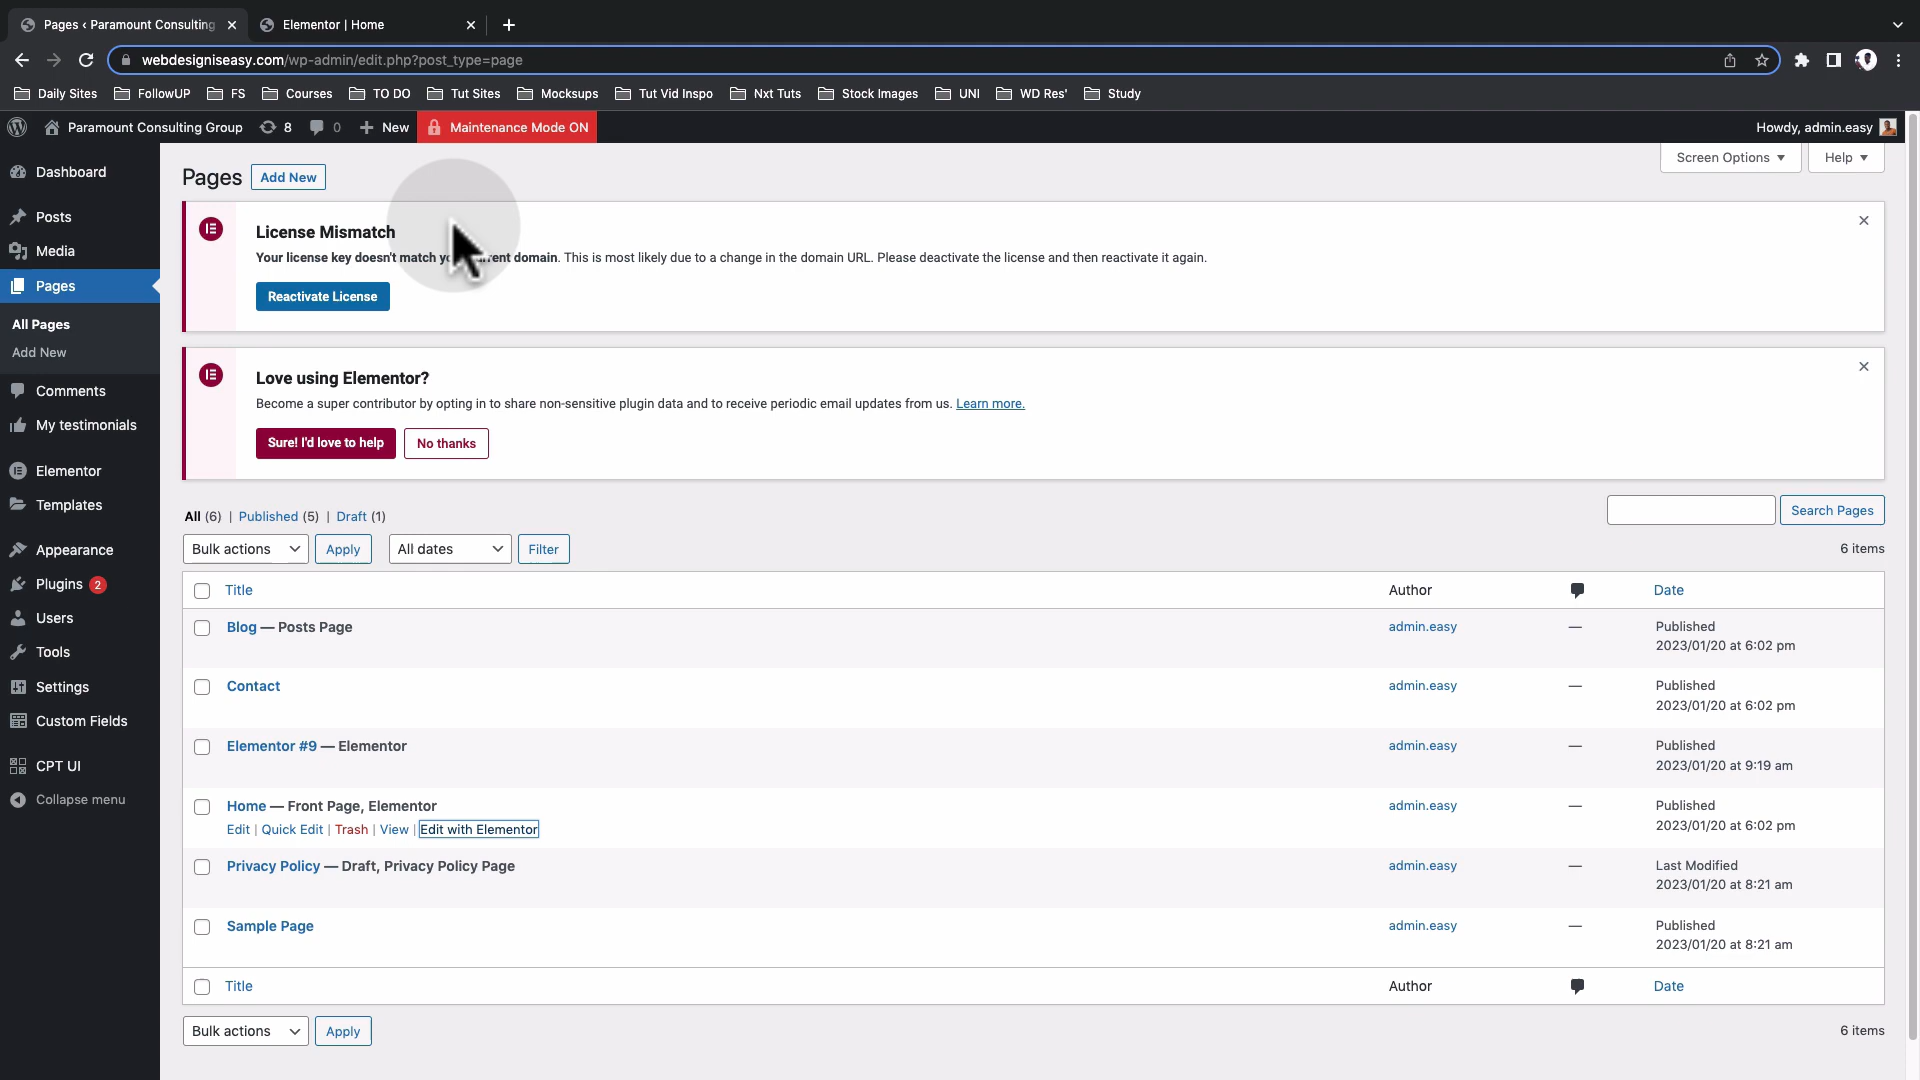 Pages ‹ Paramount Consulting
Elementor | Home
webdesigniseasy.com/wp-admin/edit.php?post_type=page
Daily Sites FollowUP FS Courses TO DO Tut Sites Mocksups Tut Vid Inspo Nxt Tuts Stock Images UNI WD Res' Study
Paramount Consulting Group 8 0 New Maintenance Mode ON Howdy, admin.easy
Screen Options Help
Dashboard
Posts
Media
Pages
All Pages
Add New
Comments
My testimonials
Elementor
Templates
Appearance
Plugins 2
Users
Tools
Settings
Custom Fields
CPT UI
Collapse menu
Pages Add New
License Mismatch
Your license key doesn't match domain. This is most likely due to a change in the domain URL. Please deactivate the license and then reactivate it again.
Reactivate License
Love using Elementor?
Become a super contributor by opting in to share non-sensitive plugin data and to receive periodic email updates from us. Learn more.
Sure! I'd love to help No thanks
All (6) | Published (5) | Draft (1)
Search Pages
Bulk actions Apply All dates Filter 6 items
Title Author Date
Blog — Posts Page admin.easy — Published
2023/01/20 at 6:02 pm
Contact admin.easy — Published
2023/01/20 at 6:02 pm
Elementor #9 — Elementor admin.easy — Published
2023/01/20 at 9:19 am
Home — Front Page, Elementor admin.easy — Published
Edit | Quick Edit | Trash | View | Edit with Elementor 2023/01/20 at 6:02 pm
Privacy Policy — Draft, Privacy Policy Page admin.easy — Last Modified
2023/01/20 at 8:21 am
Sample Page admin.easy — Published
2023/01/20 at 8:21 am
Title Author Date
Bulk actions Apply 6 items